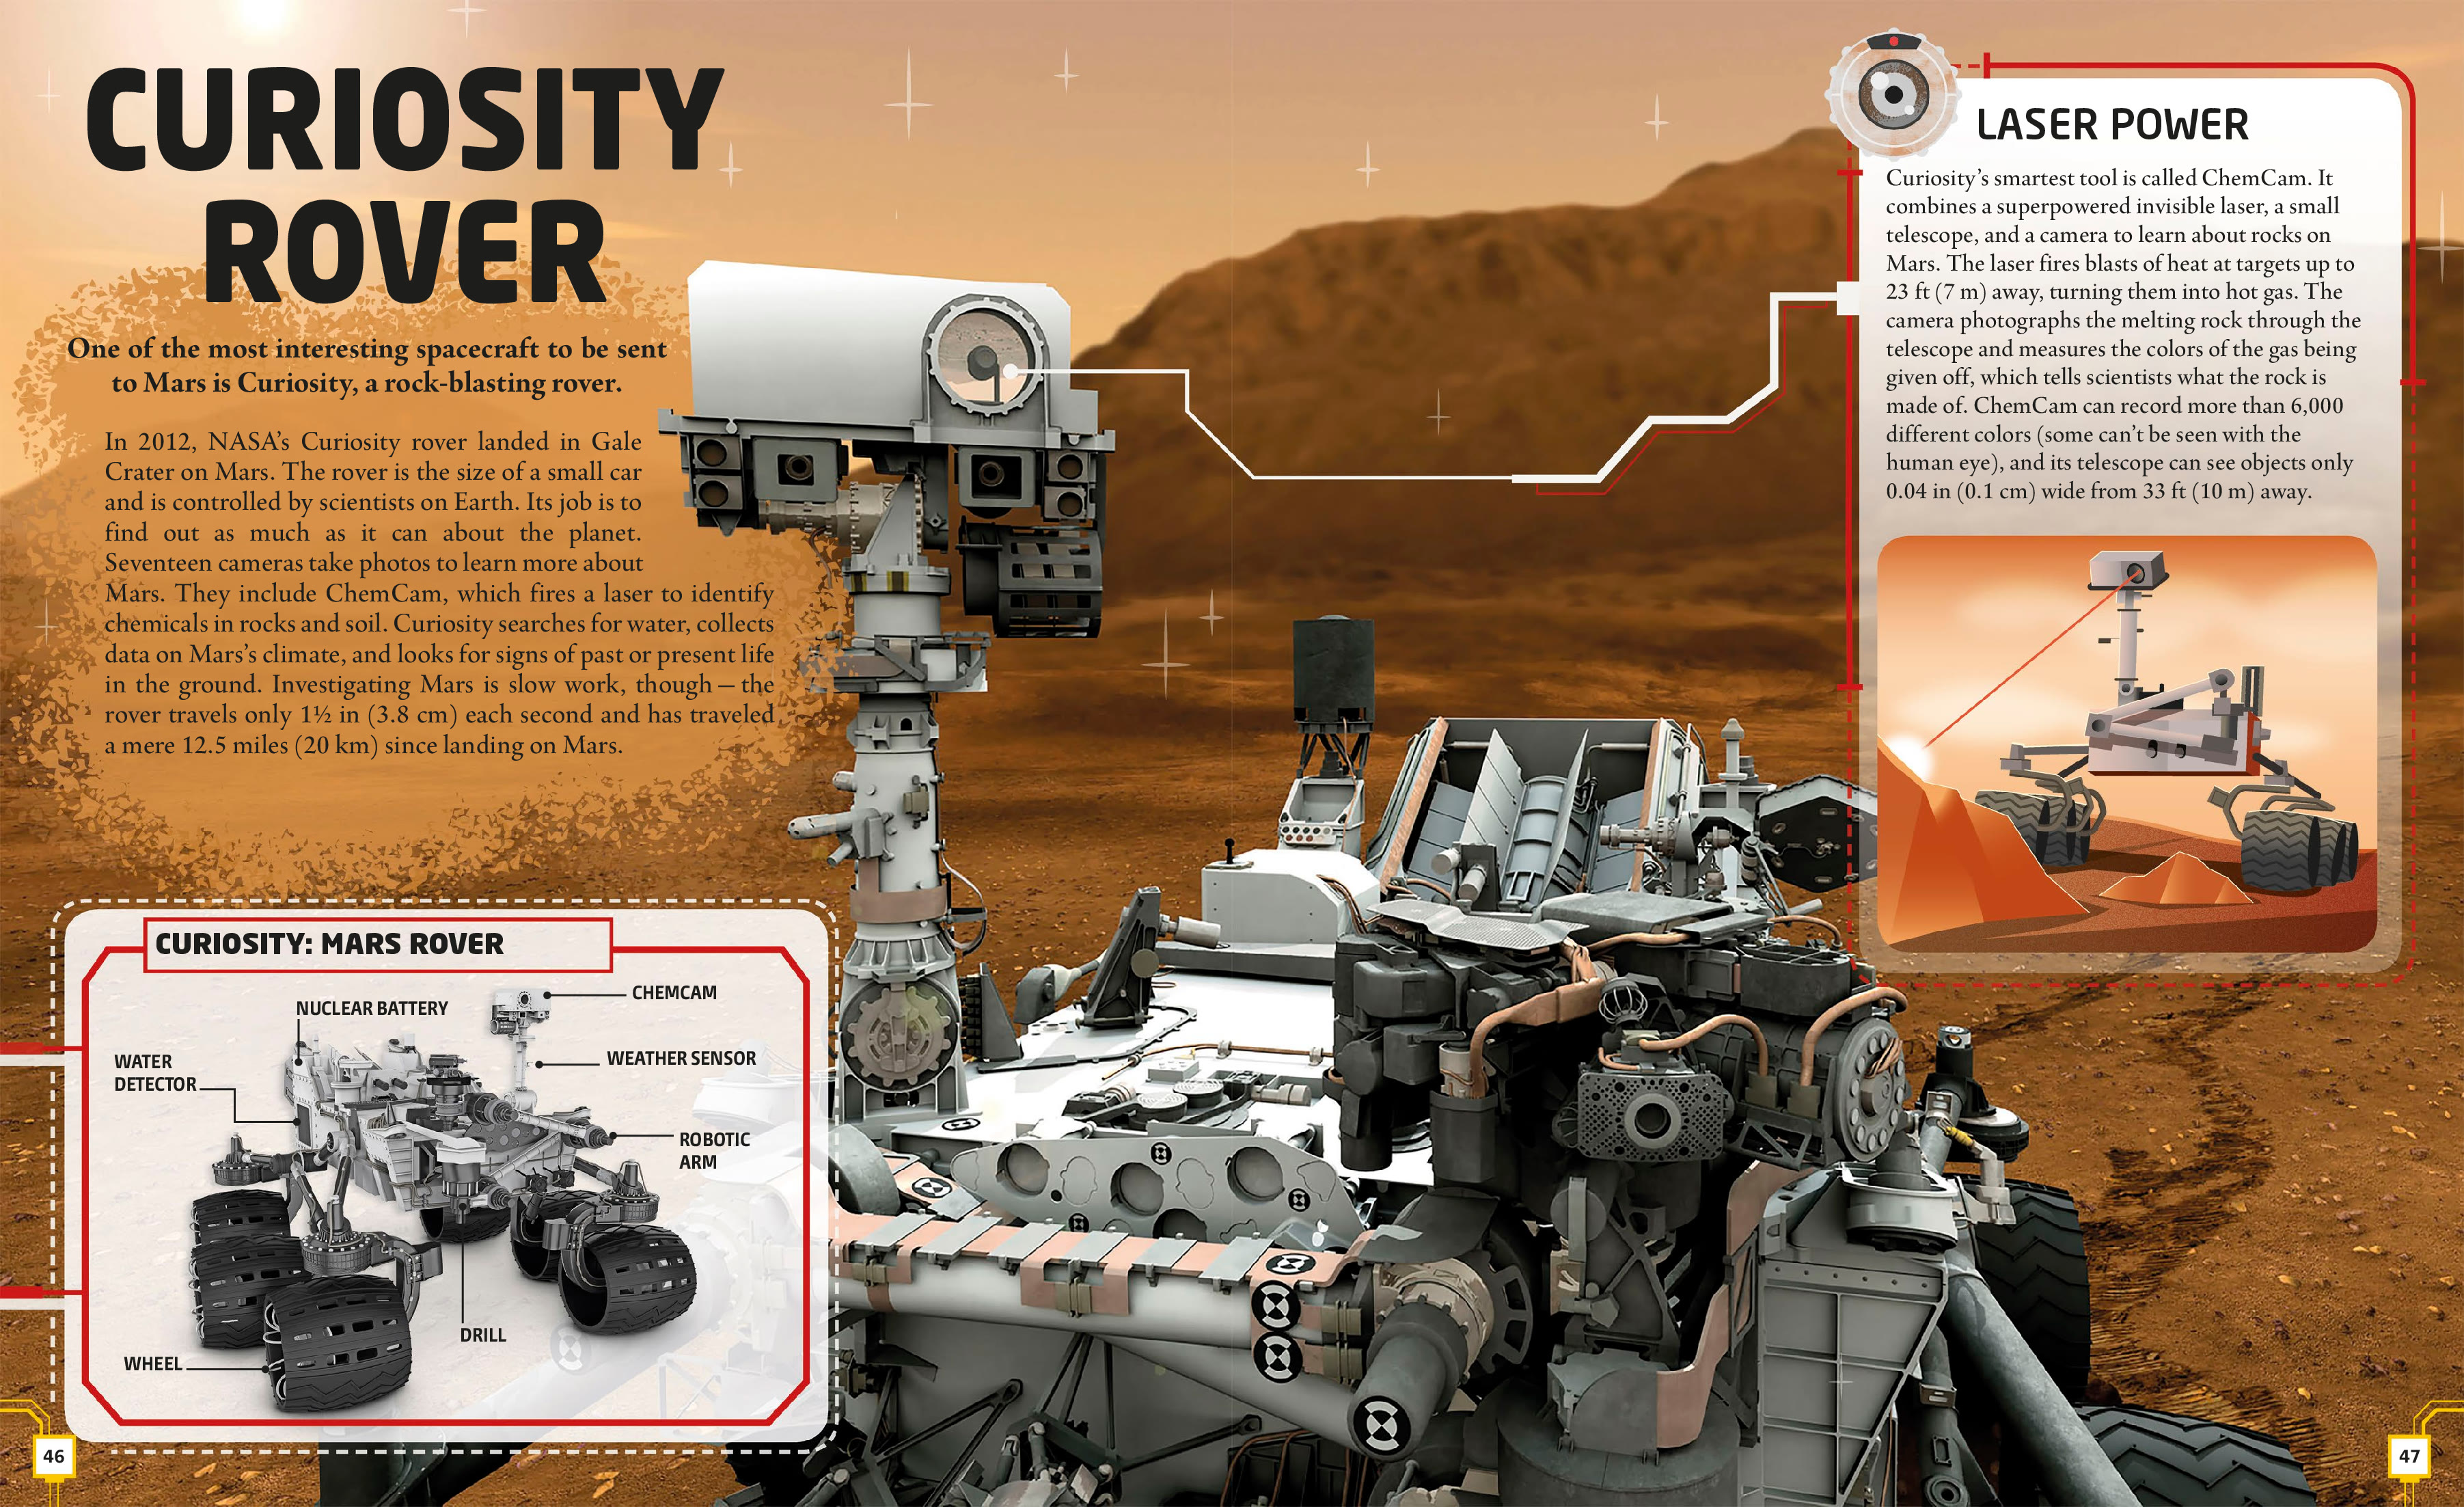 CURIOSITY
ROVER
One of the most interesting spacecraft to be sent
to Mars is Curiosity, a rock-blasting rover.
In 2012, NASA’s Curiosity rover landed in Gale
Crater on Mars. The rover is the size of a small car
and is controlled by scientists on Earth. Its job is to
find out as much as it can about the planet.
Seventeen cameras take photos to learn more about
Mars. They include ChemCam, which fires a laser to identify
chemicals in rocks and soil. Curiosity searches for water, collects
data on Mars’s climate, and looks for signs of past or present life
in the ground. Investigating Mars is slow work, though – the
rover travels only 1½ in (3.8 cm) each second and has traveled
a mere 12.5 miles (20 km) since landing on Mars.
CURIOSITY: MARS ROVER
NUCLEAR BATTERY
CHEMCAM
WATER
DETECTOR
WEATHER SENSOR
ROBOTIC
ARM
DRILL
WHEEL
46
LASER POWER
Curiosity’s smartest tool is called ChemCam. It
combines a superpowered invisible laser, a small
telescope, and a camera to learn about rocks on
Mars. The laser fires blasts of heat at targets up to
23 ft (7 m) away, turning them into hot gas. The
camera photographs the melting rock through the
telescope and measures the colors of the gas being
given off, which tells scientists what the rock is
made of. ChemCam can record more than 6,000
different colors (some can’t be seen with the
human eye), and its telescope can see objects only
0.04 in (0.1 cm) wide from 33 ft (10 m) away.
47